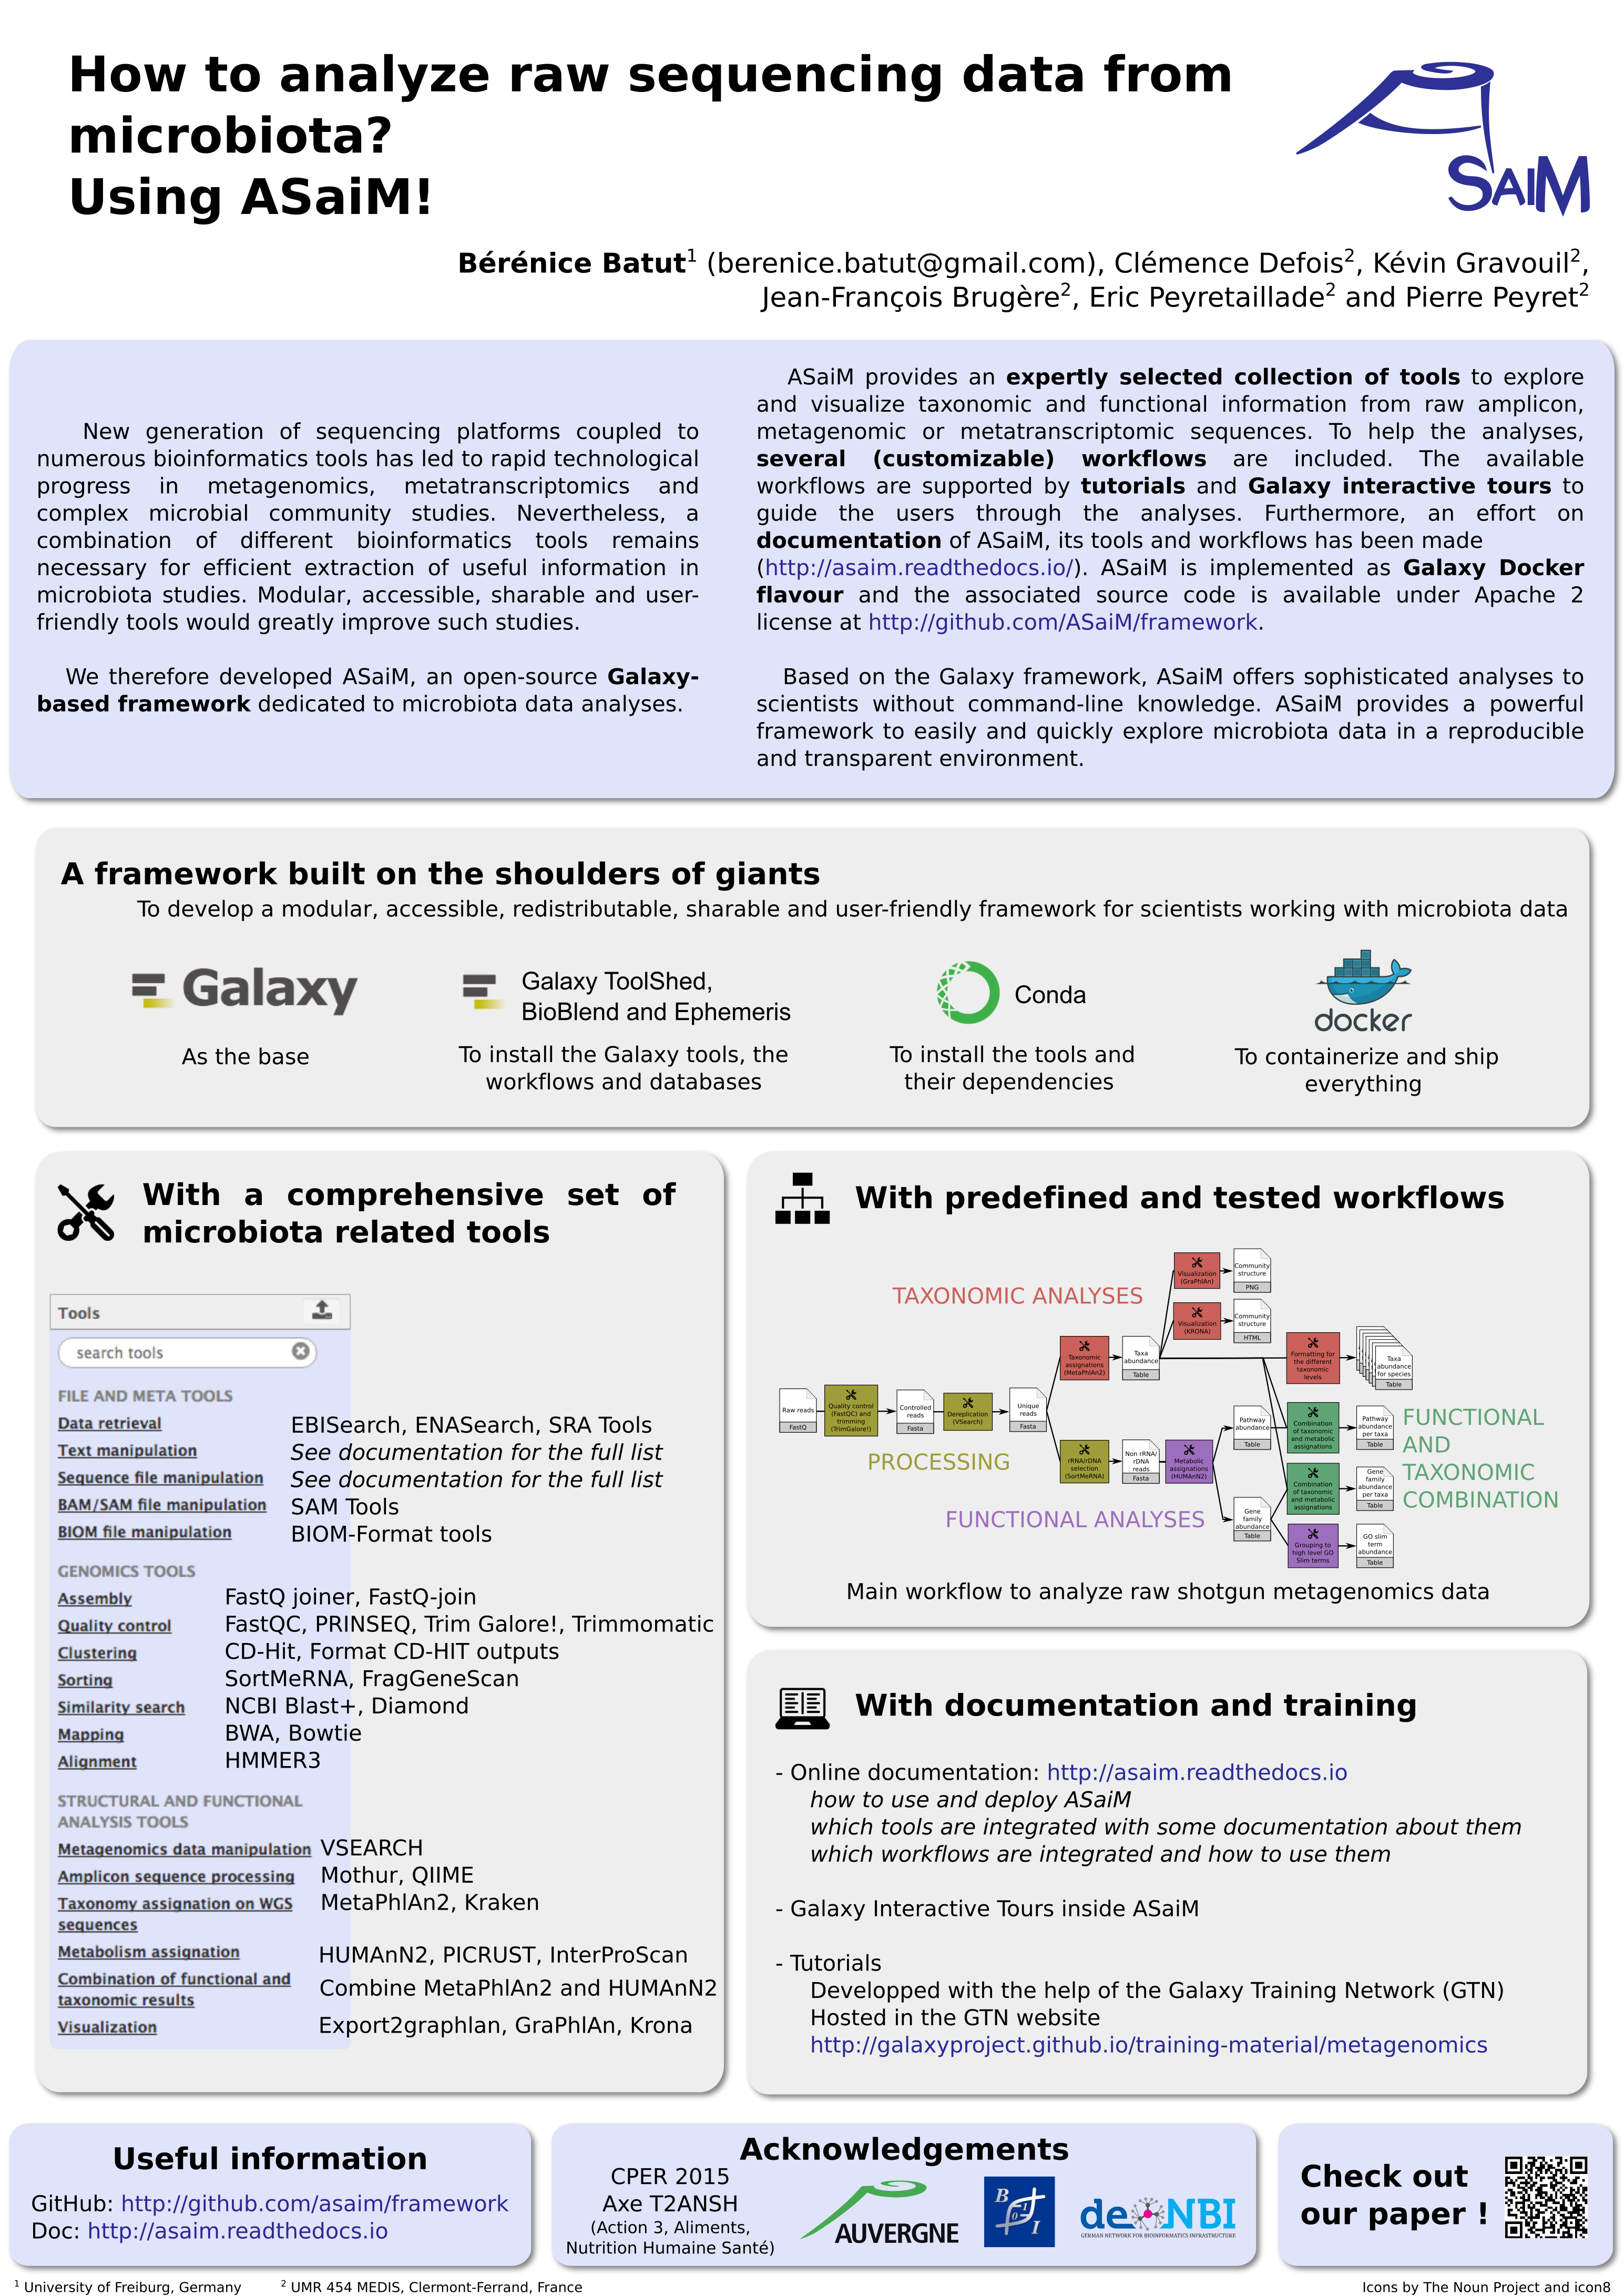 How to analyze raw sequencing data from
microbiota?
Using ASaiM!
SAIM
Bérénice Batut1 (berenice.batut@gmail.com), Clémence Defois2, Kévin Gravouil2,
Jean-François Brugère2, Eric Peyretaillade2 and Pierre Peyret2
New generation of sequencing platforms coupled to
numerous bioinformatics tools has led to rapid technological
progress in metagenomics, metatranscriptomics and
complex microbial community studies. Nevertheless, a
combination of different bioinformatics tools remains
necessary for efficient extraction of useful information in
microbiota studies. Modular, accessible, sharable and user-
friendly tools would greatly improve such studies.
We therefore developed ASaiM, an open-source Galaxy-
based framework dedicated to microbiota data analyses.
ASaiM provides an expertly selected collection of tools to explore
and visualize taxonomic and functional information from raw amplicon,
metagenomic or metatranscriptomic sequences. To help the analyses,
several (customizable) workflows are included. The available
workflows are supported by tutorials and Galaxy interactive tours to
guide the users through the analyses. Furthermore, an effort on
documentation of ASaiM, its tools and workflows has been made
(http://asaim.readthedocs.io/). ASaiM is implemented as Galaxy Docker
flavour and the associated source code is available under Apache 2
license at http://github.com/ASaiM/framework.
Based on the Galaxy framework, ASaiM offers sophisticated analyses to
scientists without command-line knowledge. ASaiM provides a powerful
framework to easily and quickly explore microbiota data in a reproducible
and transparent environment.
A framework built on the shoulders of giants
To develop a modular, accessible, redistributable, sharable and user-friendly framework for scientists working with microbiota data
Galaxy
As the base
Galaxy ToolShed,
BioBlend and Ephemeris
To install the Galaxy tools, the
workflows and databases
Conda
To install the tools and
their dependencies
docker
To containerize and ship
everything
With a comprehensive set of
microbiota related tools
Tools
search tools
FILE AND META TOOLS
Data retrieval EBISearch, ENASearch, SRA Tools
Text manipulation See documentation for the full list
Sequence file manipulation See documentation for the full list
BAM/SAM file manipulation SAM Tools
BIOM file manipulation BIOM-Format tools
GENOMICS TOOLS
Assembly FastQ joiner, FastQ-join
Quality control FastQC, PRINSEQ, Trim Galore!, Trimmomatic
Clustering CD-Hit, Format CD-HIT outputs
Sorting SortMeRNA, FragGeneScan
Similarity search NCBI Blast+, Diamond
Mapping BWA, Bowtie
Alignment HMMER3
STRUCTURAL AND FUNCTIONAL
ANALYSIS TOOLS
Metagenomics data manipulation VSEARCH
Amplicon sequence processing Mothur, QIIME
Taxonomy assignation on WGS MetaPhlAn2, Kraken
sequences
Metabolism assignation HUMAnN2, PICRUST, InterProScan
Combination of functional and
taxonomic results Combine MetaPhlAn2 and HUMAnN2
Visualization Export2graphlan, GraPhlAn, Krona
With predefined and tested workflows
TAXONOMIC ANALYSES
PROCESSING
FUNCTIONAL ANALYSES
FUNCTIONAL
AND
TAXONOMIC
COMBINATION
Raw reads
FastQ
Quality control
(FastQC) and
trimming
(TrimGalore!)
Controlled
reads
Fasta
Dereplication
(VSearch)
Unique
reads
Fasta
Taxonomic
assignations
(MetaPhlAn2)
Taxa
abundance
Table
Visualization
(GraPhlAn)
Community
structure
PNG
Visualization
(KRONA)
Community
structure
HTML
Formatting for
the different
taxonomic
levels
Taxa
abundance
for species
Table
rRNA/rDNA
selection
(SortMeRNA)
Non rRNA/
rDNA
reads
Fasta
Metabolic
assignations
(HUMAnN2)
Pathway
abundance
Table
Gene
family
abundance
Table
Combination
of taxonomic
and metabolic
assignations
Pathway
abundance
per taxa
Table
Combination
of taxonomic
and metabolic
assignations
Gene
family
abundance
per taxa
Table
Grouping to
high level GO
Slim terms
GO slim
term
abundance
Table
Main workflow to analyze raw shotgun metagenomics data
With documentation and training
- Online documentation: http://asaim.readthedocs.io
how to use and deploy ASaiM
which tools are integrated with some documentation about them
which workflows are integrated and how to use them
- Galaxy Interactive Tours inside ASaiM
- Tutorials
Developped with the help of the Galaxy Training Network (GTN)
Hosted in the GTN website
http://galaxyproject.github.io/training-material/metagenomics
Useful information
GitHub: http://github.com/asaim/framework
Doc: http://asaim.readthedocs.io
Acknowledgements
CPER 2015
Axe T2ANSH
(Action 3, Aliments,
Nutrition Humaine Santé)
AUVERGNE
B I
0 1
F I
de NBI
GERMAN NETWORK FOR BIOINFORMATICS INFRASTRUCTURE
Check out
our paper !
1 University of Freiburg, Germany 2 UMR 454 MEDIS, Clermont-Ferrand, France
Icons by The Noun Project and icon8